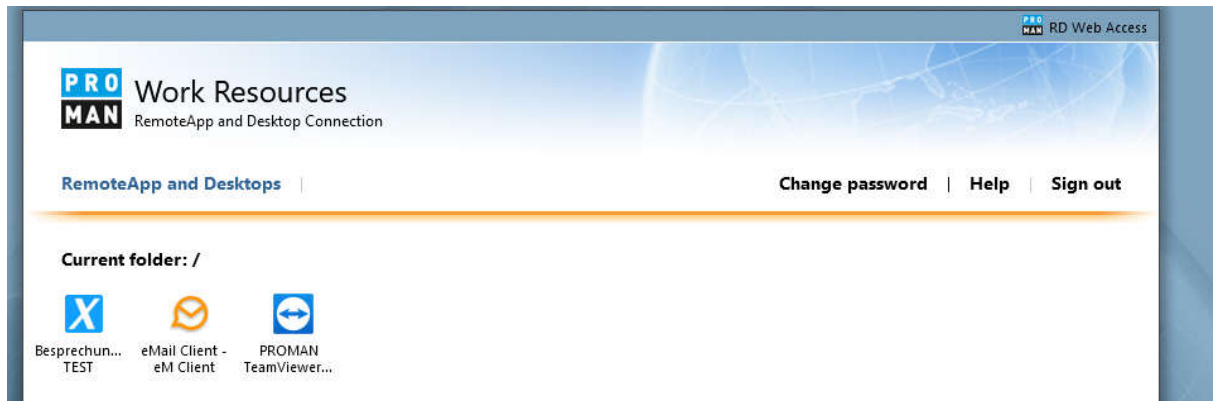 PRO
MAN
RD Web Access
PRO
MAN
Work Resources
RemoteApp and Desktop Connection
RemoteApp and Desktops |
Change password | Help | Sign out
Current folder: /
X
Besprechun...
TEST
eMail Client -
eM Client
PROMAN
TeamViewer...